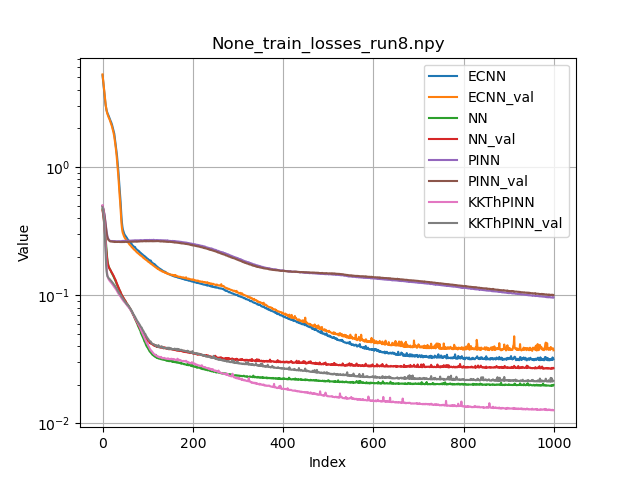 None_train_losses_run8.npy
ECNN
ECNN_val
NN
NN_val
PINN
PINN_val
KKThPINN
KKThPINN_val
Value
10⁰
10⁻¹
10⁻²
0 200 400 600 800 1000
Index